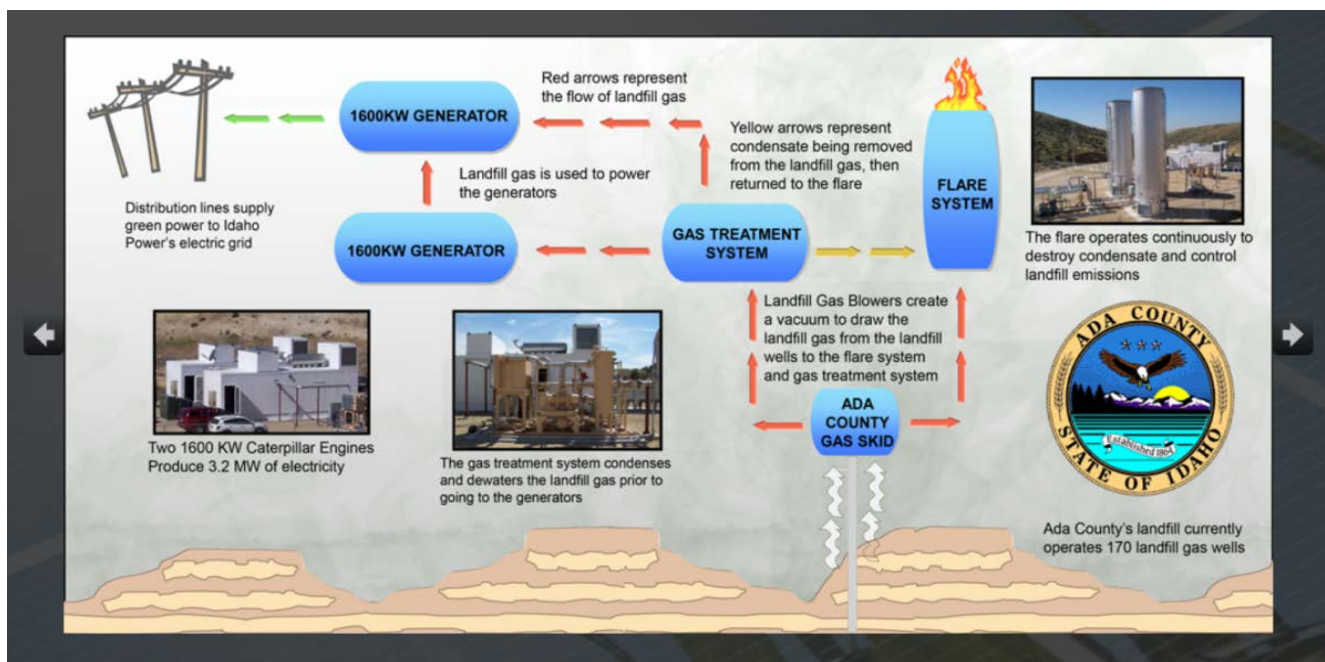 Red arrows represent
the flow of landfill gas
1600KW GENERATOR
Yellow arrows represent
condensate being removed
from the landfill gas, then
returned to the flare
FLARE
SYSTEM
Landfill gas is used to power
the generators
Distribution lines supply
green power to Idaho
Power's electric grid
1600KW GENERATOR
GAS TREATMENT
SYSTEM
The flare operates continuously to
destroy condensate and control
landfill emissions
Landfill Gas Blowers create
a vacuum to draw the
landfill gas from the landfill
wells to the flare system
and gas treatment system
ADA
COUNTY
GAS SKID
Two 1600 KW Caterpillar Engines
Produce 3.2 MW of electricity
The gas treatment system condenses
and dewaters the landfill gas prior to
going to the generators
ADA COUNTY
Established 1864
STATE OF IDAHO
Ada County's landfill currently
operates 170 landfill gas wells